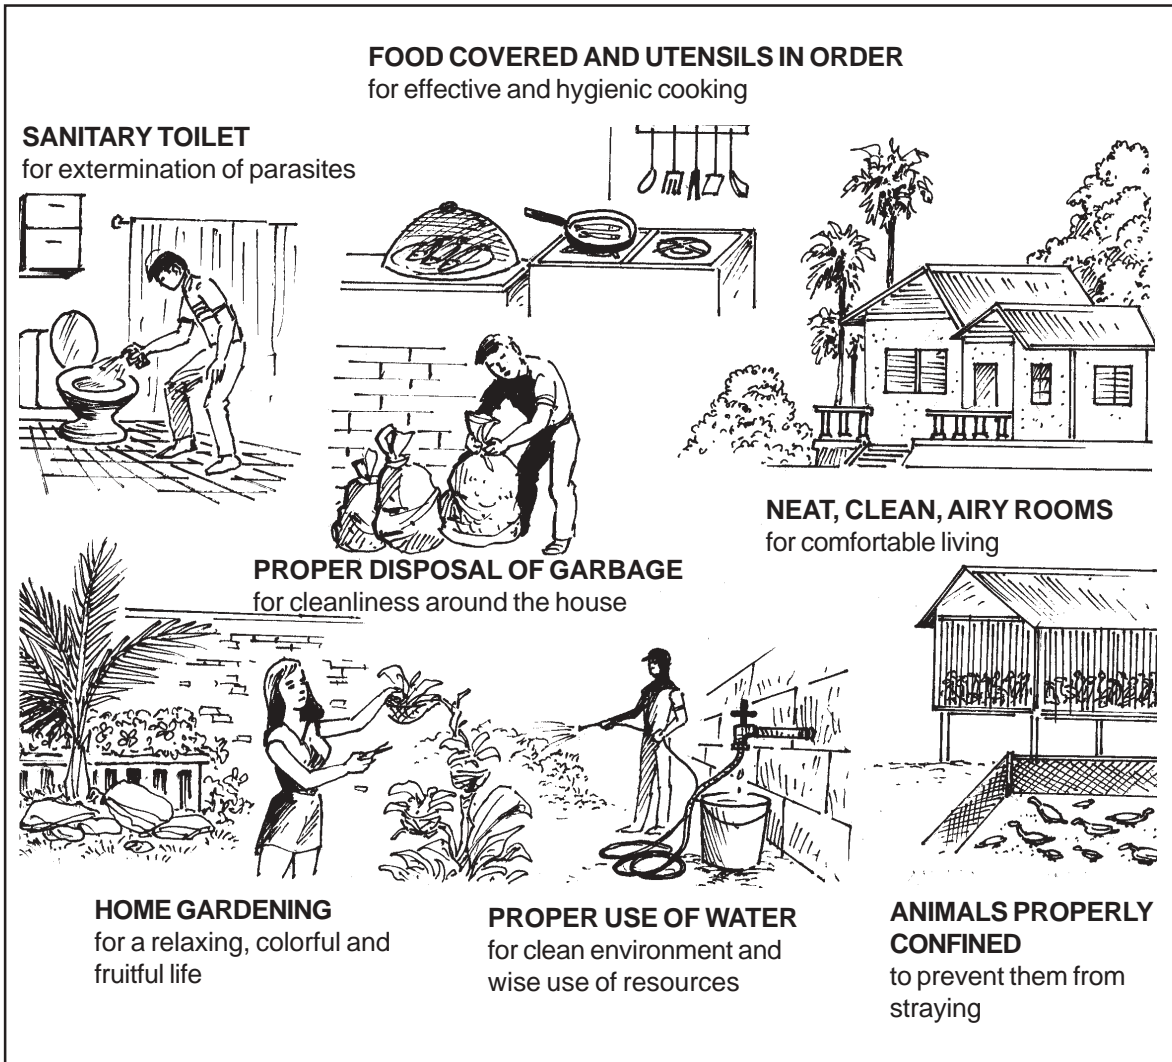 FOOD COVERED AND UTENSILS IN ORDER
for effective and hygienic cooking
SANITARY TOILET
for extermination of parasites
NEAT, CLEAN, AIRY ROOMS
for comfortable living
PROPER DISPOSAL OF GARBAGE
for cleanliness around the house
HOME GARDENING
for a relaxing, colorful and
fruitful life
PROPER USE OF WATER
for clean environment and
wise use of resources
ANIMALS PROPERLY
CONFINED
to prevent them from
straying